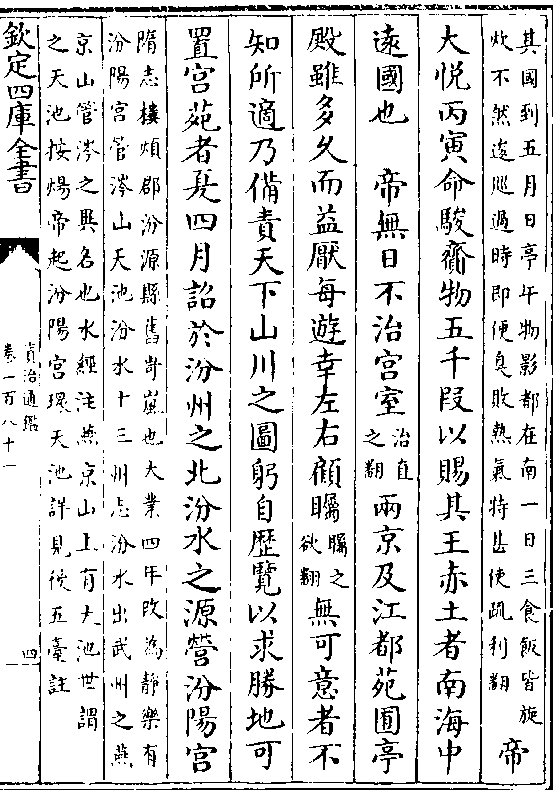 其國到五月日亭午物影都在南一日三食飯皆旋
炊不然逡巡過時即便臭敗熱氣特甚使疏利翻 帝
大悦丙寅命駿齎物五千段以賜其王赤土者南海中
遠國也 帝無日不治宮室治直之翻兩京及江都苑囿亭
殿雖多久而益厭每遊幸左右顧矚矚之欲翻無可意者不
知所適乃備責天下山川之圖躬自歴覽以求勝地可
置宮苑者夏四月詔於汾州之北汾水之源營汾陽宮
隋志樓煩郡汾源縣舊岢嵐也大業四年改為靜樂有
汾陽宮管涔山天池汾水十三州志汾水出武州之燕
京山管涔之異名也水經注燕京山上有大池世謂
之天池按煬帝起汾陽宮環天池詳見後五臺註
欽定四庫全書
資治通鑑
卷一百八十一
四